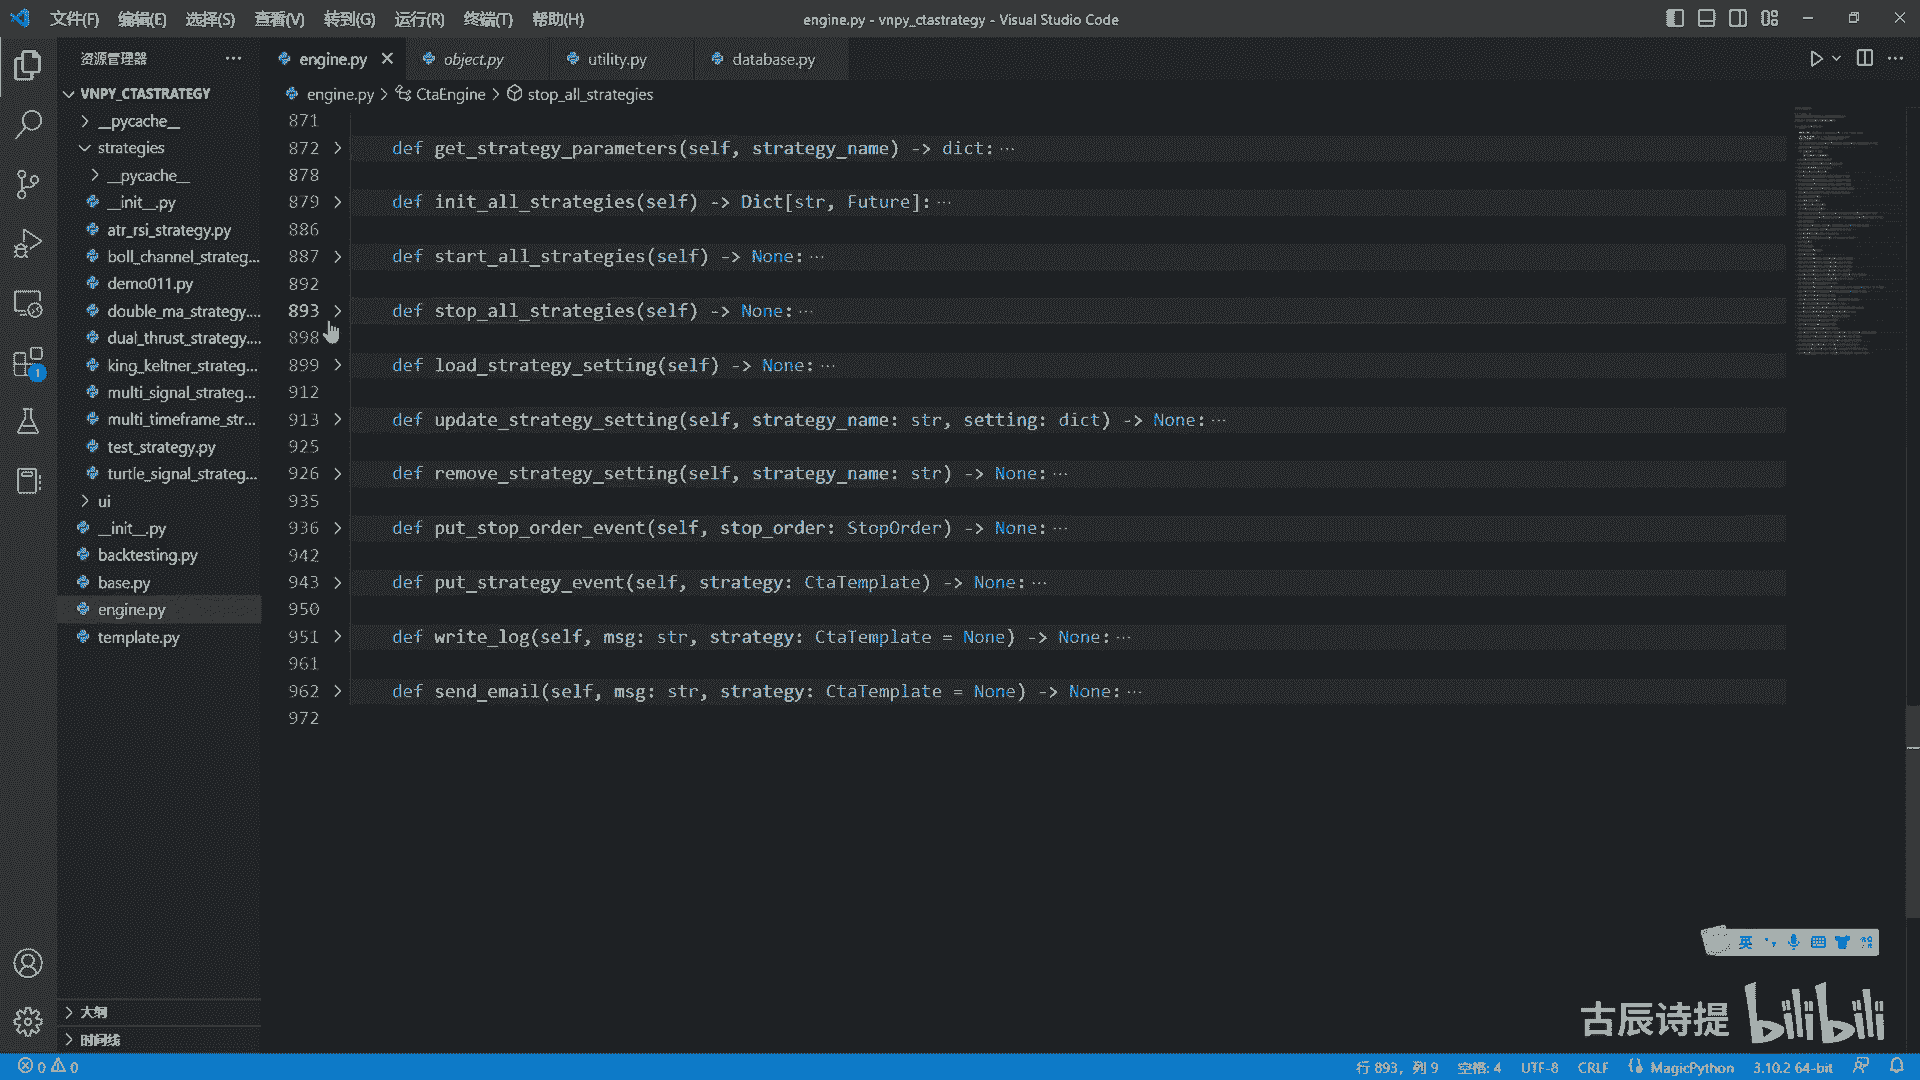 文件(F) 编辑(E) 选择(S) 查看(V) 转到(G) 运行(R) 终端(T) 帮助(H)
engine.py - vnpy_ctastrategy - Visual Studio Code
资源管理器
engine.py
object.py
utility.py
database.py
engine.py > CtaEngine > stop_all_strategies
VNPY_CTASTRATEGY
__pycache__
strategies
__pycache__
__init__.py
atr_rsi_strategy.py
boll_channel_strateg...
demo011.py
double_ma_strategy....
dual_thrust_strategy....
king_keltner_strateg...
multi_signal_strateg...
multi_timeframe_str...
test_strategy.py
turtle_signal_strateg...
ui
__init__.py
backtesting.py
base.py
engine.py
template.py
大纲
时间线
871
872 def get_strategy_parameters(self, strategy_name) -> dict:···
878
879 def init_all_strategies(self) -> Dict[str, Future]:···
886
887 def start_all_strategies(self) -> None:···
892
893 def stop_all_strategies(self) -> None:···
898
899 def load_strategy_setting(self) -> None:···
912
913 def update_strategy_setting(self, strategy_name: str, setting: dict) -> None:···
925
926 def remove_strategy_setting(self, strategy_name: str) -> None:···
935
936 def put_stop_order_event(self, stop_order: StopOrder) -> None:···
942
943 def put_strategy_event(self, strategy: CtaTemplate) -> None:···
950
951 def write_log(self, msg: str, strategy: CtaTemplate = None) -> None:···
961
962 def send_email(self, msg: str, strategy: CtaTemplate = None) -> None:···
972
1
英
古辰诗提 bilibili
0 0
行 893, 列 9 空格: 4 UTF-8 CRLF MagicPython 3.10.2 64-bit